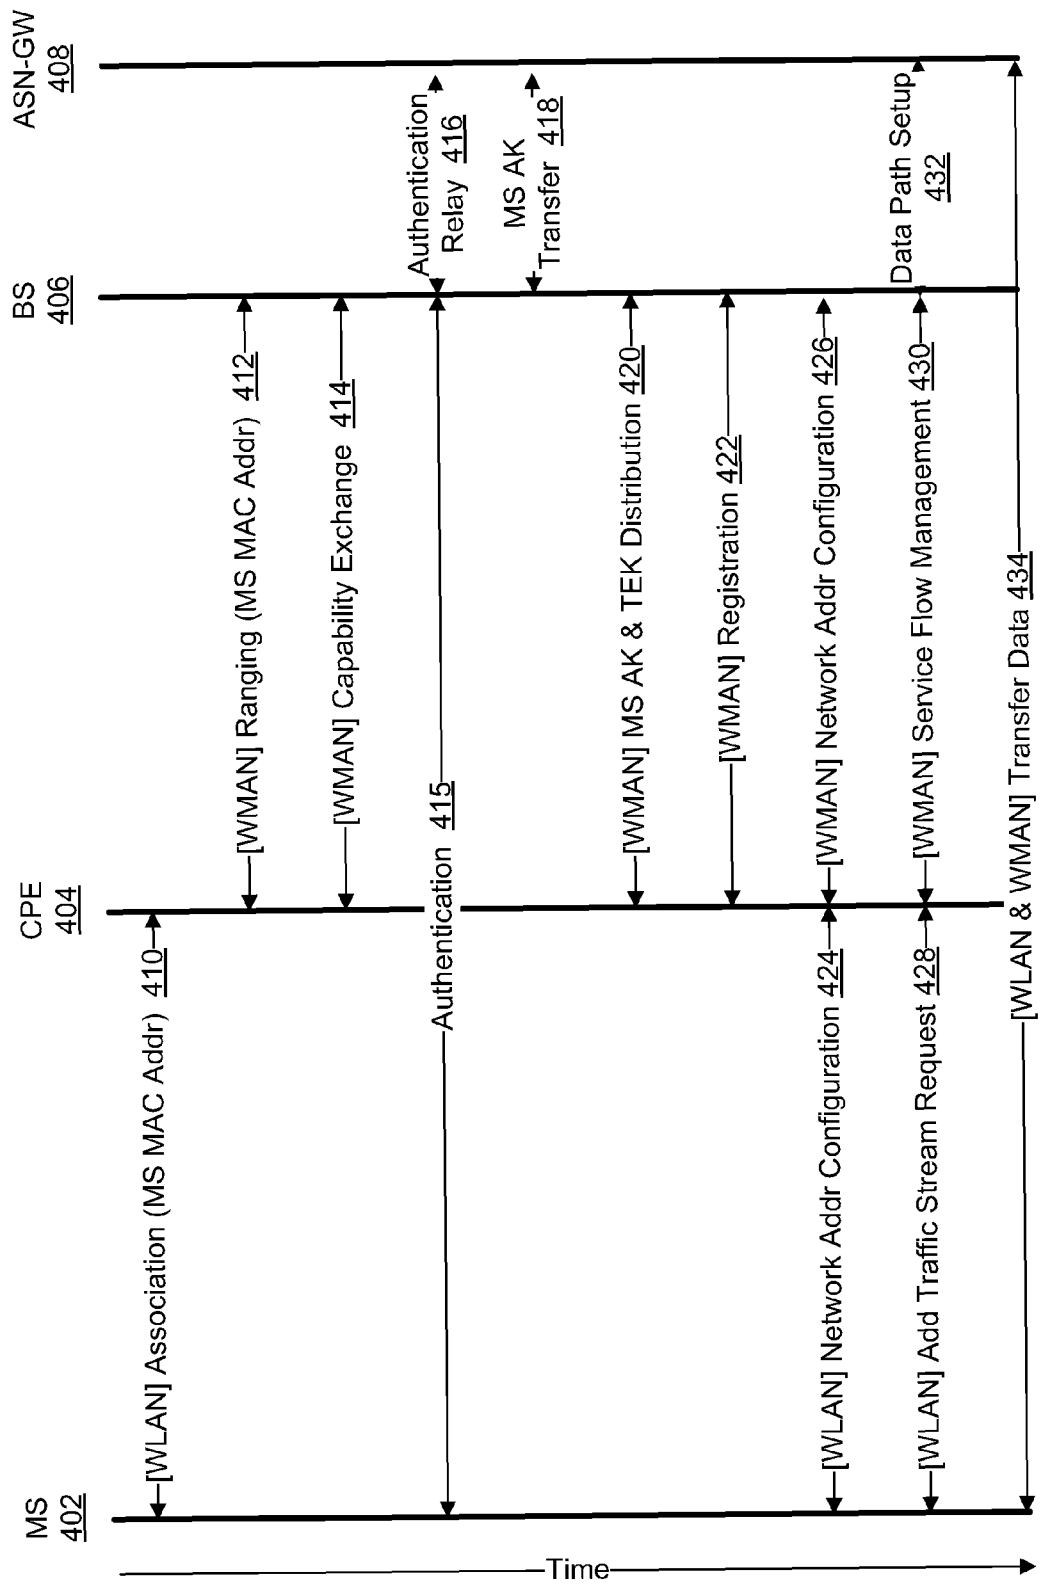 MS
402
CPE
404
BS
406
ASN-GW
408
[WLAN] Association (MS MAC Addr) 410
[WMAN] Ranging (MS MAC Addr) 412
[WMAN] Capability Exchange 414
Authentication 415
Authentication
Relay 416
MS AK
Transfer 418
[WMAN] MS AK & TEK Distribution 420
[WMAN] Registration 422
[WLAN] Network Addr Configuration 424
[WMAN] Network Addr Configuration 426
[WLAN] Add Traffic Stream Request 428
[WMAN] Service Flow Management 430
Data Path Setup
432
[WLAN & WMAN] Transfer Data 434
Time